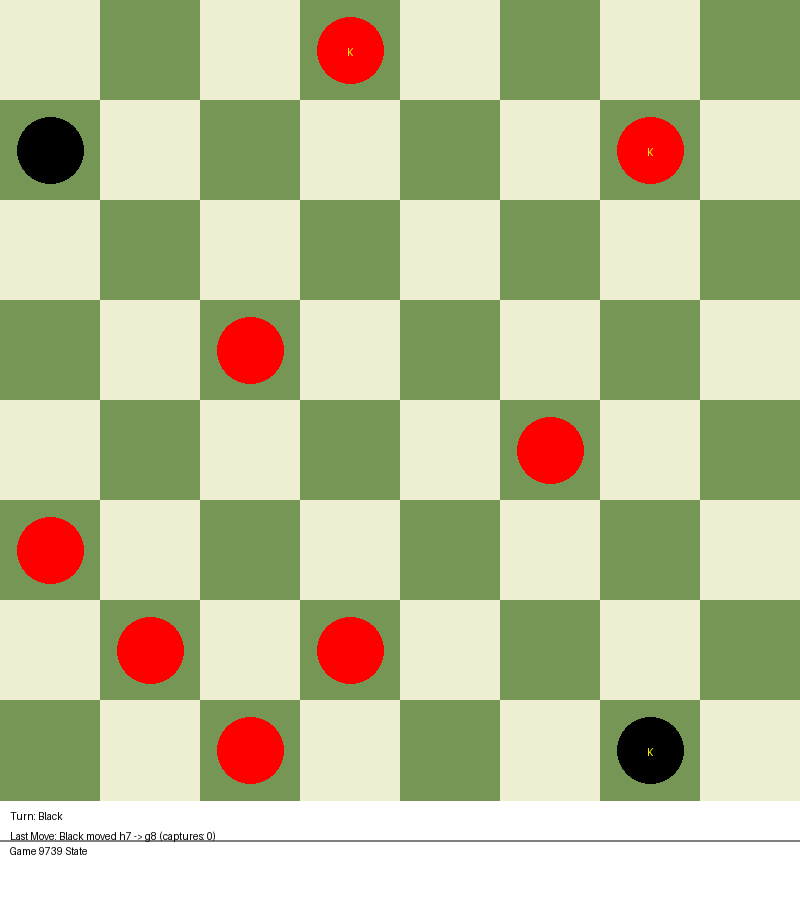 K
K
K
Turn: Black
Last Move: Black moved h7 -> g8 (captures: 0)
Game 9739 State